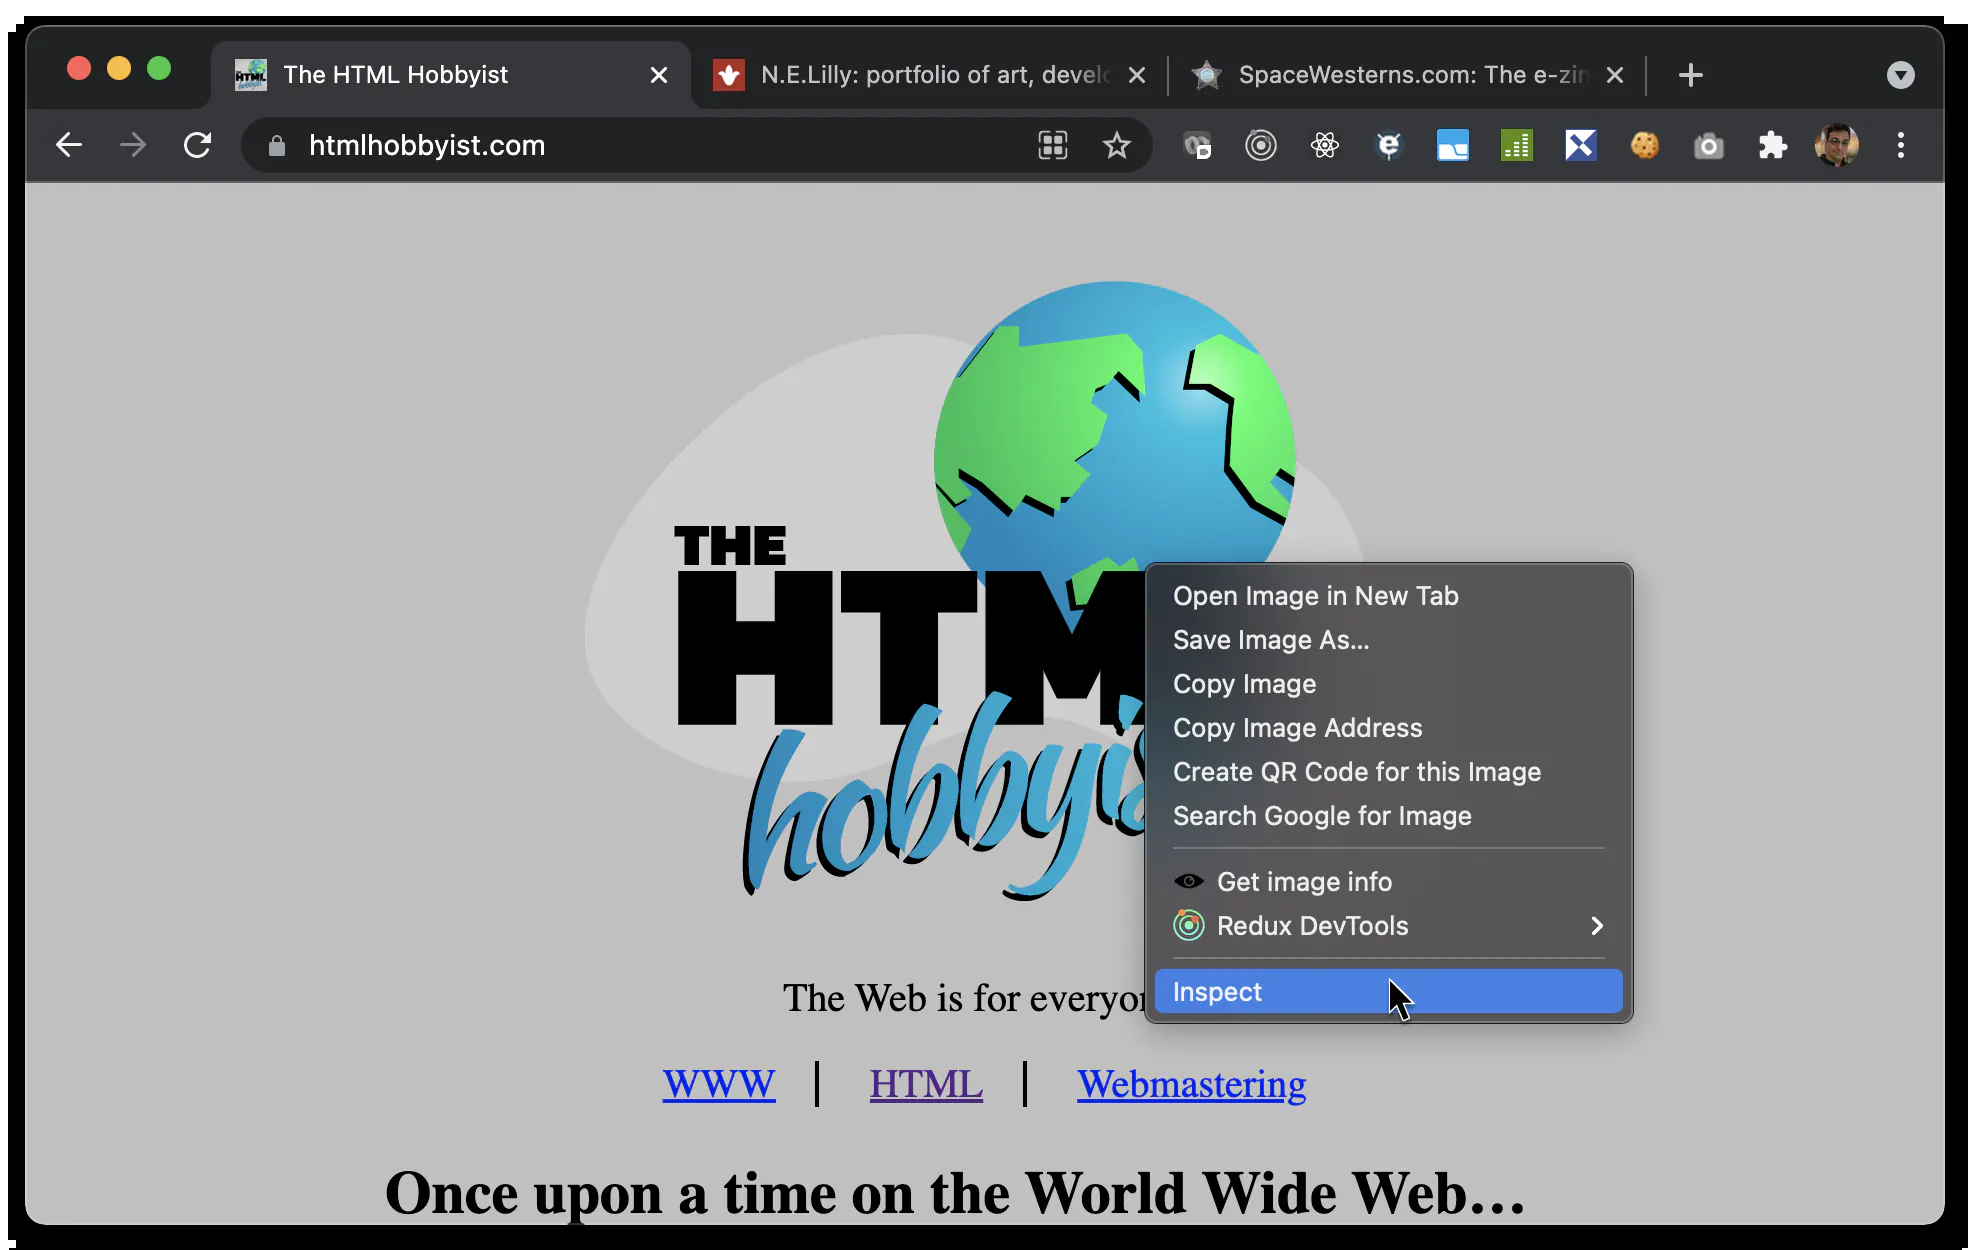 The HTML Hobbyist
N.E.Lilly: portfolio of art, develo
SpaceWesterns.com: The e-zin
htmlhobbyist.com
THE
HTM
hobbyis
Open Image in New Tab
Save Image As...
Copy Image
Copy Image Address
Create QR Code for this Image
Search Google for Image
Get image info
Redux DevTools
Inspect
The Web is for everyon
WWW | HTML | Webmastering
Once upon a time on the World Wide Web...